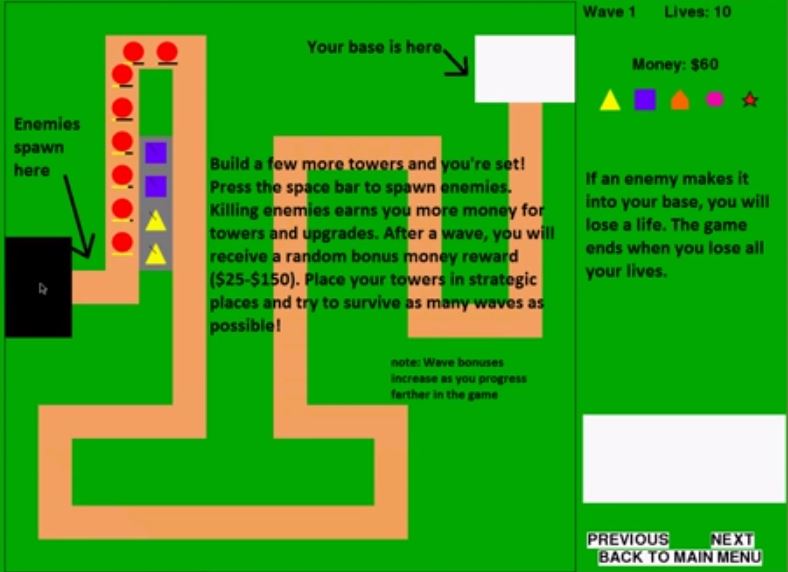 Wave 1 Lives: 10
Your base is here
Money: $60
Enemies
spawn
here
Build a few more towers and you're set!
Press the space bar to spawn enemies.
Killing enemies earns you more money for
towers and upgrades. After a wave, you will
receive a random bonus money reward
($25-$150). Place your towers in strategic
places and try to survive as many waves as
possible!
If an enemy makes it
into your base, you will
lose a life. The game
ends when you lose all
your lives.
note: Wave bonuses
increase as you progress
ferther in the game
PREVIOUS NEXT
BACK TO MAIN MENU